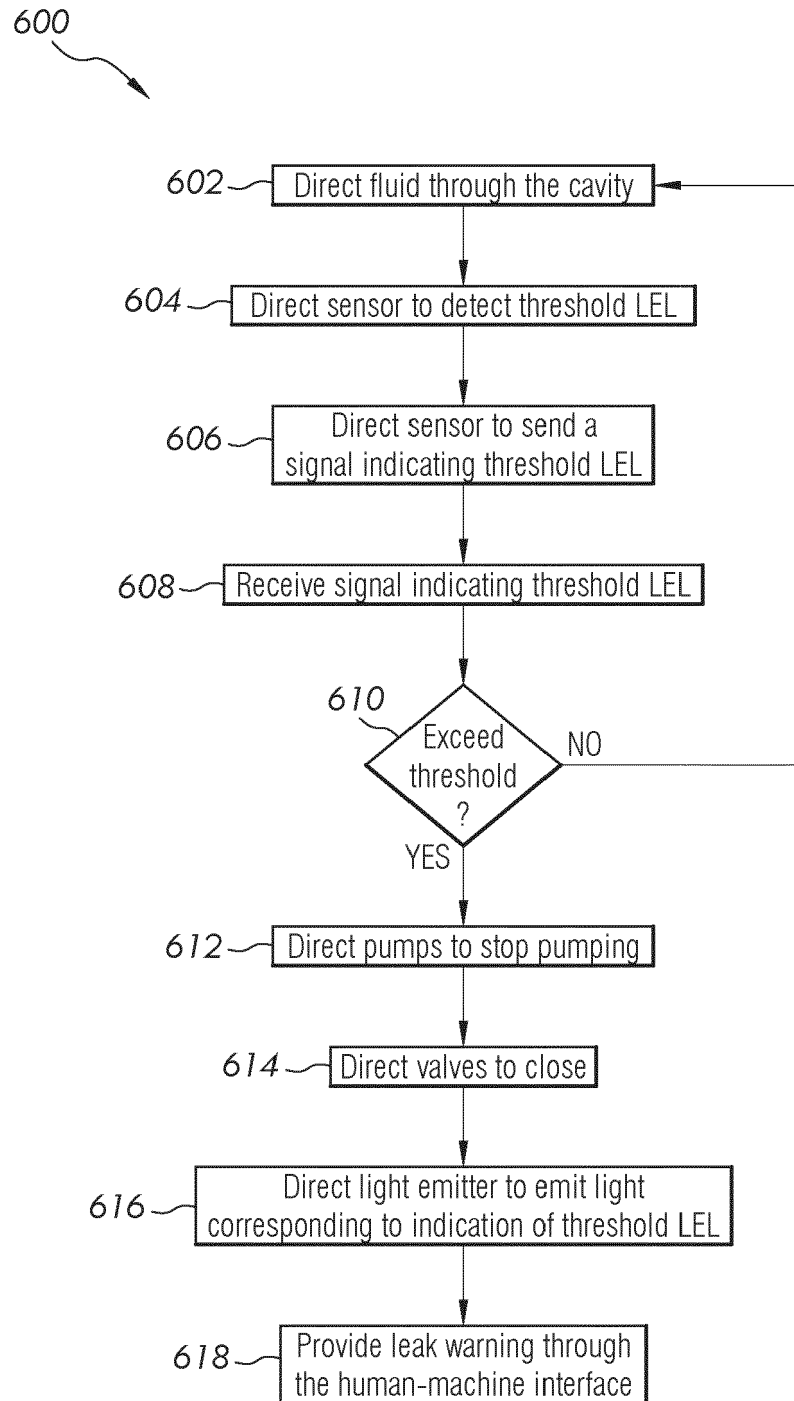 600
602
Direct fluid through the cavity
604
Direct sensor to detect threshold LEL
606
Direct sensor to send a
signal indicating threshold LEL
608
Receive signal indicating threshold LEL
610
Exceed
threshold
?
NO
YES
612
Direct pumps to stop pumping
614
Direct valves to close
616
Direct light emitter to emit light
corresponding to indication of threshold LEL
618
Provide leak warning through
the human-machine interface